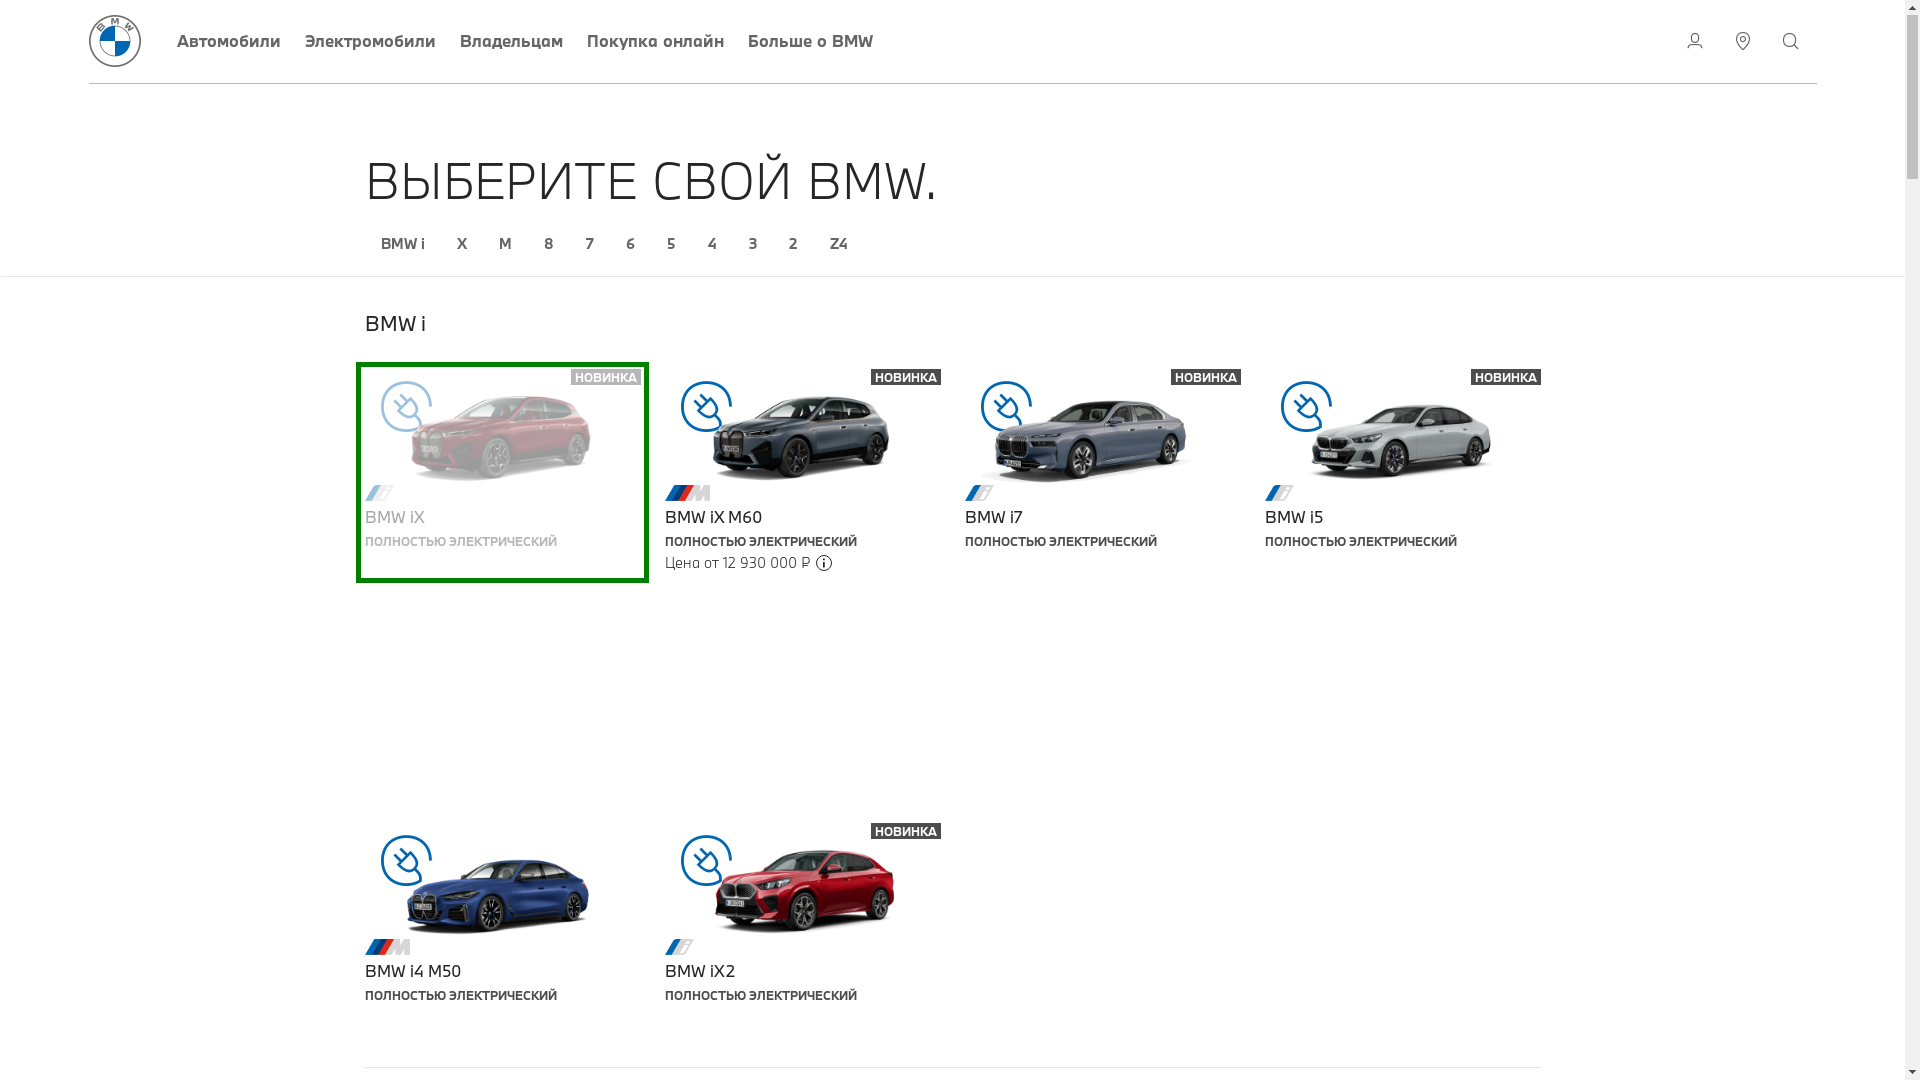 BMW
Автомобили Электромобили Владельцам Покупка онлайн Больше о BMW
ВЫБЕРИТЕ СВОЙ BMW.
BMW i X M 8 7 6 5 4 3 2 Z4
BMW i
НОВИНКА НОВИНКА НОВИНКА НОВИНКА
i M i i
BMW iX BMW iX M60 BMW i7 BMW i5
ПОЛНОСТЬЮ ЭЛЕКТРИЧЕСКИЙ ПОЛНОСТЬЮ ЭЛЕКТРИЧЕСКИЙ ПОЛНОСТЬЮ ЭЛЕКТРИЧЕСКИЙ ПОЛНОСТЬЮ ЭЛЕКТРИЧЕСКИЙ
Цена от 12 930 000 ₽
НОВИНКА
M i
BMW i4 M50 BMW iX2
ПОЛНОСТЬЮ ЭЛЕКТРИЧЕСКИЙ ПОЛНОСТЬЮ ЭЛЕКТРИЧЕСКИЙ